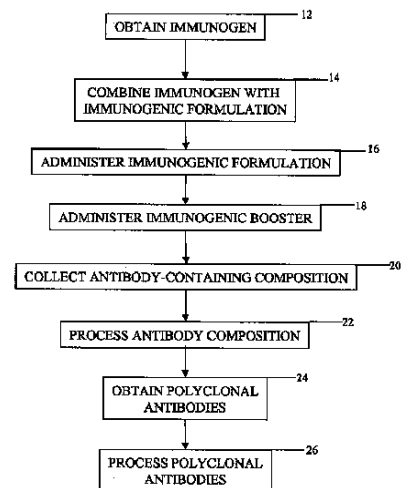 12
OBTAIN IMMUNOGEN
14
COMBINE IMMUNOGEN WITH
IMMUNOGENIC FORMULATION
16
ADMINISTER IMMUNOGENIC FORMULATION
18
ADMINISTER IMMUNOGENIC BOOSTER
20
COLLECT ANTIBODY-CONTAINING COMPOSITION
22
PROCESS ANTIBODY COMPOSITION
24
OBTAIN POLYCLONAL
ANTIBODIES
26
PROCESS POLYCLONAL
ANTIBODIES